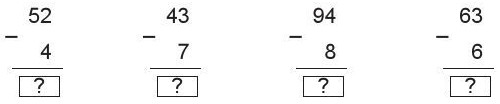 52 43 94 63
– – – –
4 7 8 6
? ? ? ?